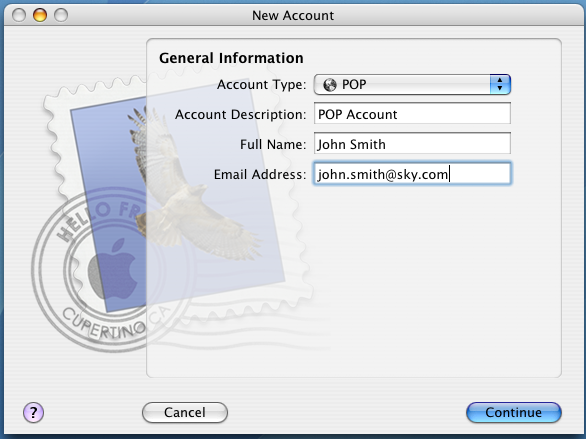 New Account
General Information
Account Type: POP
Account Description: POP Account
Full Name: John Smith
Email Address: john.smith@sky.com
HELLO FR
CUPERTINO CA
? Cancel Continue